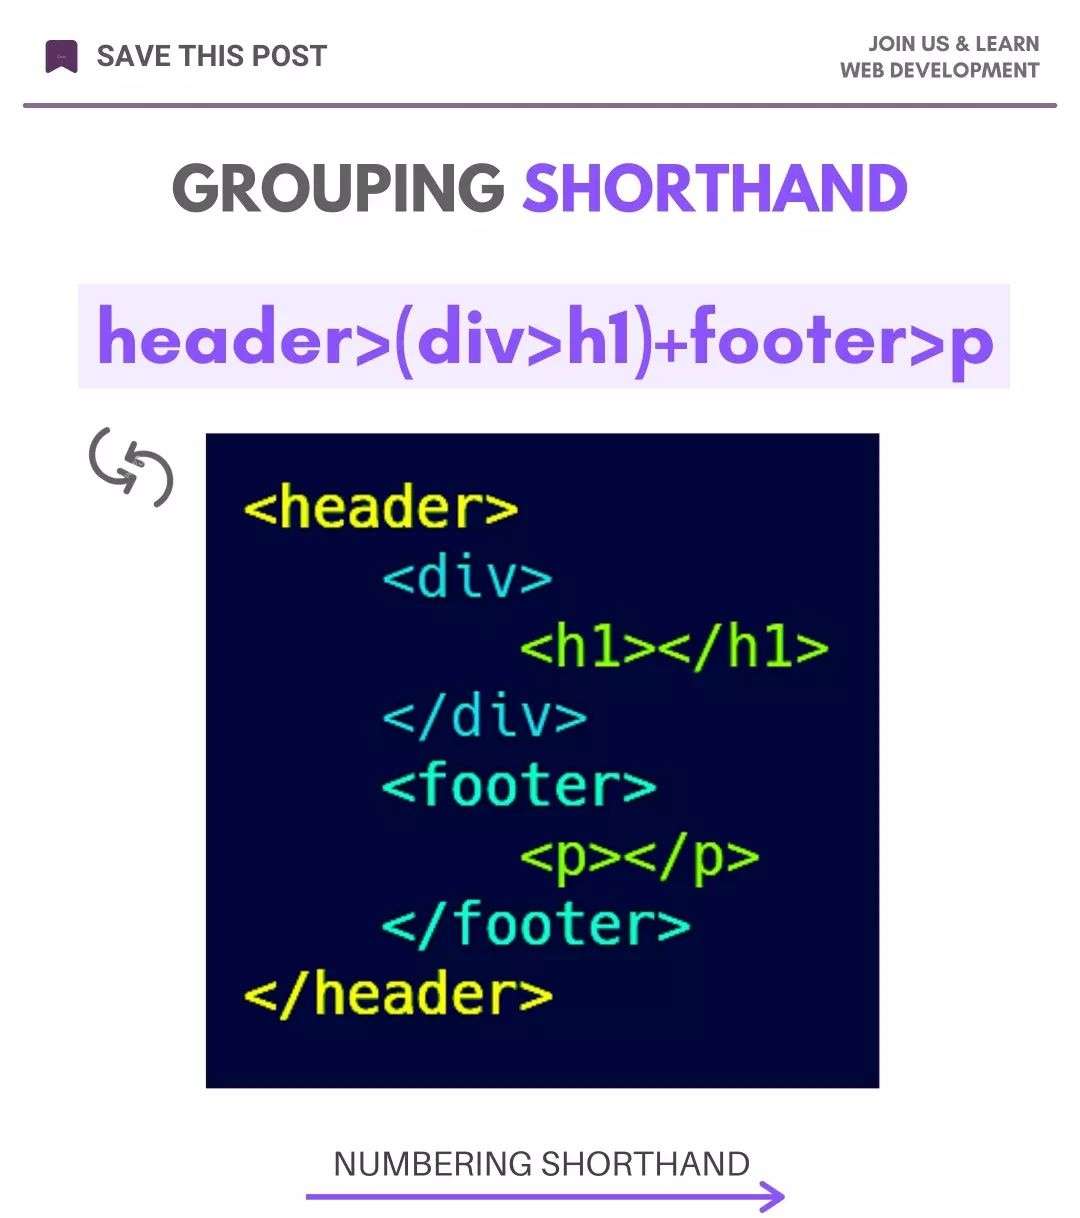 SAVE THIS POST
JOIN US & LEARN
WEB DEVELOPMENT
GROUPING SHORTHAND
header>(div>h1)+footer>p
<header>
<div>
<h1></h1>
</div>
<footer>
<p></p>
</footer>
</header>
NUMBERING SHORTHAND